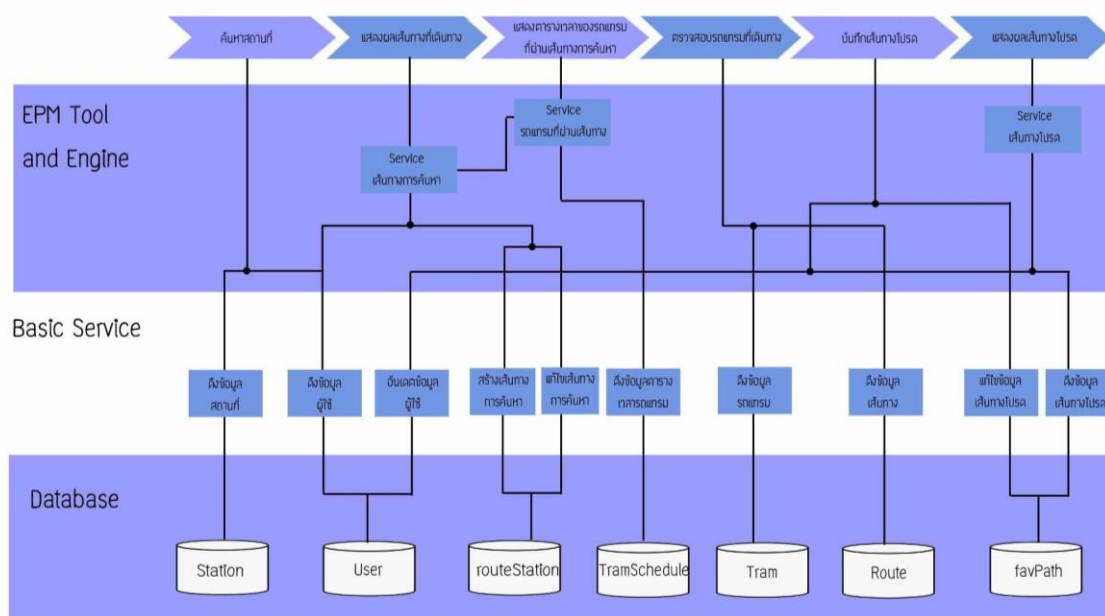 ค้นหาสถานที่
แสดงผลเส้นทางที่เดินทาง
แสดงตารางเวลาของรถแทรม
ที่ผ่านเส้นทางการค้นหา
ตรวจสอบรถแทรมที่เดินทาง
บันทึกเส้นทางโปรด
แสดงผลเส้นทางโปรด
EPM Tool
and Engine
Service
รถแทรมที่ผ่านเส้นทาง
Service
เส้นทางการค้นหา
Service
เส้นทางโปรด
Basic Service
ดึงข้อมูล
สถานที่
ดึงข้อมูล
ผู้ใช้
อัพเดตข้อมูล
ผู้ใช้
สร้างเส้นทาง
การค้นหา
แก้ไขเส้นทาง
การค้นหา
ดึงข้อมูลตาราง
เวลารถแทรม
ดึงข้อมูล
รถแทรม
ดึงข้อมูล
เส้นทาง
แก้ไขข้อมูล
เส้นทางโปรด
ดึงข้อมูล
เส้นทางโปรด
Database
Station
User
routeStation
TramSchedule
Tram
Route
favPath